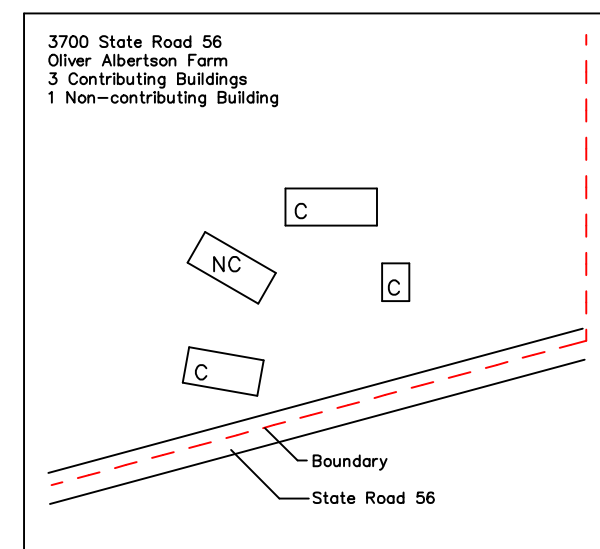 3700 State Road 56
Oliver Albertson Farm
3 Contributing Buildings
1 Non-contributing Building
C
NC
C
C
Boundary
State Road 56